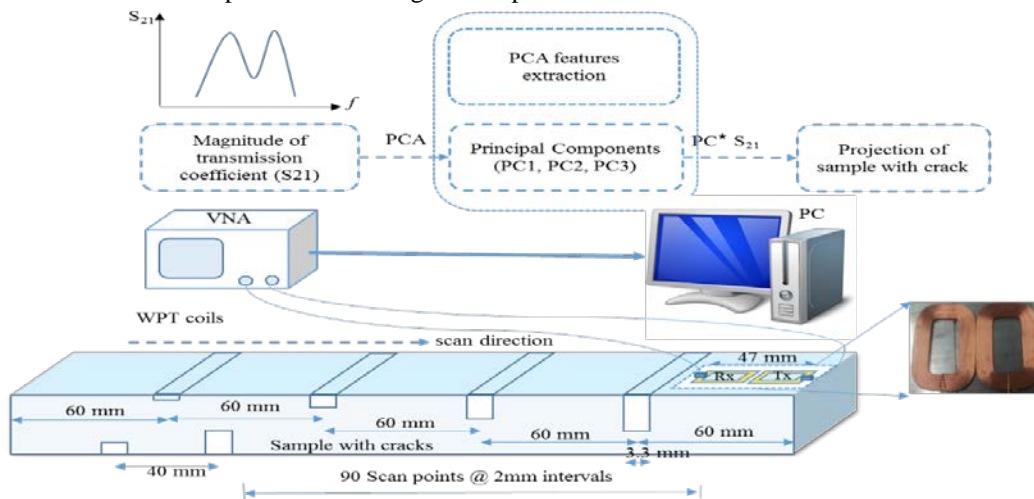 S21
f
PCA features
extraction
Magnitude of
transmission
coefficient (S21)
PCA
Principal Components
(PC1, PC2, PC3)
PC* S21
Projection of
sample with crack
VNA
PC
WPT coils
scan direction
47 mm
Rx
Tx
60 mm
60 mm
60 mm
60 mm
60 mm
Sample with cracks
3.3 mm
40 mm
90 Scan points @ 2mm intervals